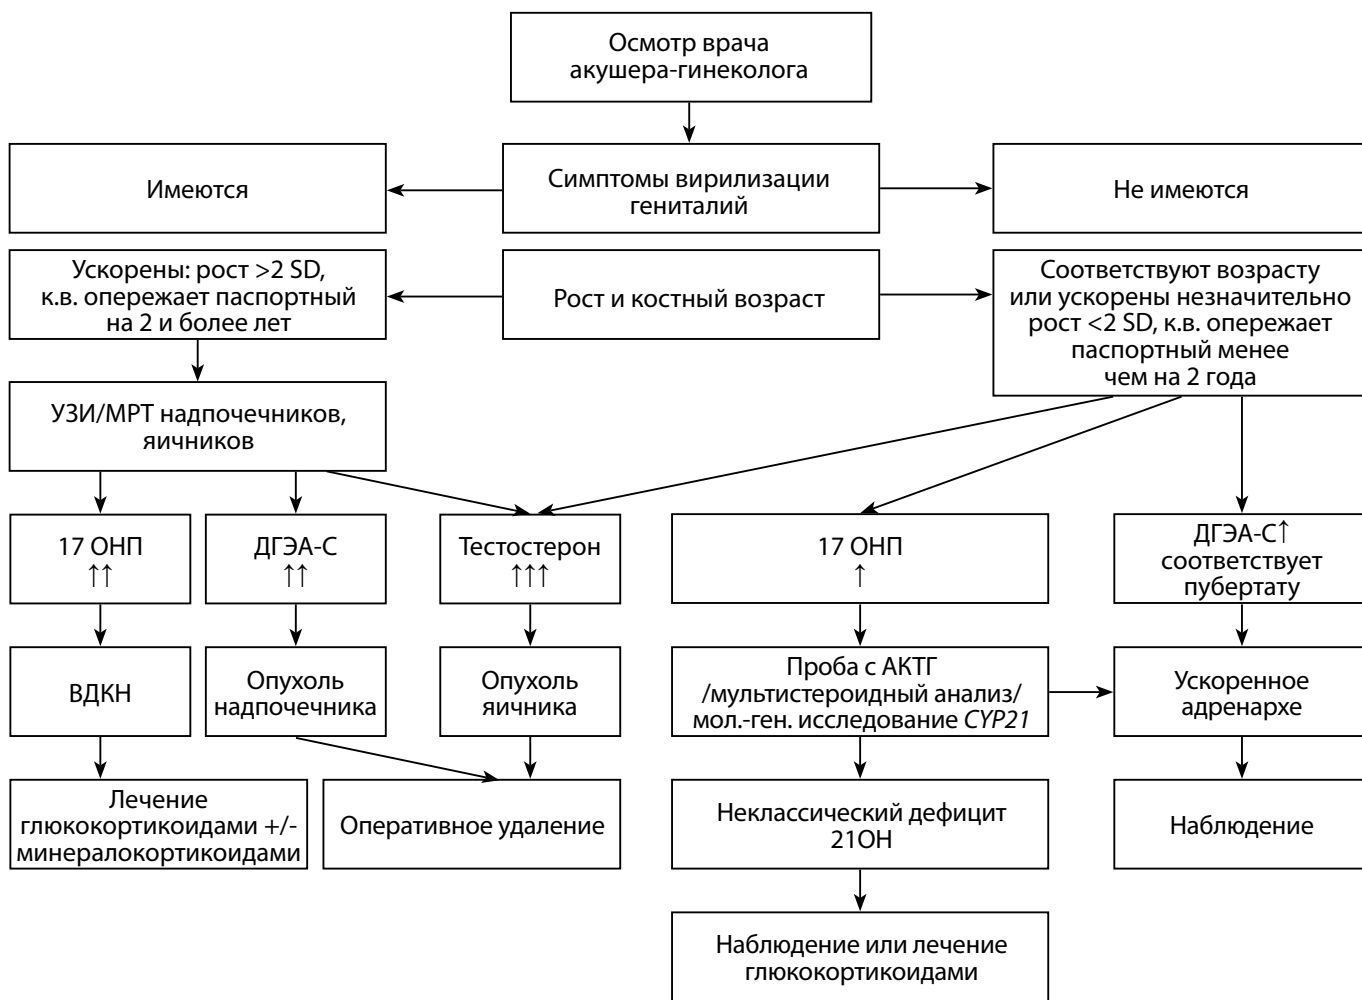 Осмотр врача
акушера-гинеколога
Имеются
Симптомы вирилизации
гениталий
Не имеются
Ускорены: рост >2 SD,
к.в. опережает паспортный
на 2 и более лет
Рост и костный возраст
Соответствуют возрасту
или ускорены незначительно
рост <2 SD, к.в. опережает
паспортный менее
чем на 2 года
УЗИ/МРТ надпочечников,
яичников
17 ОНП
↑↑
ДГЭА-С
↑↑
Тестостерон
↑↑↑
17 ОНП
↑
ДГЭА-С↑
соответствует
пубертату
ВДКН
Опухоль
надпочечника
Опухоль
яичника
Проба с АКТГ
/мультистероидный анализ/
мол.-ген. исследование CYP21
Ускоренное
адренархе
Лечение
глюкокортикоидами +/-
минералокортикоидами
Оперативное удаление
Неклассический дефицит
21ОН
Наблюдение
Наблюдение или лечение
глюкокортикоидами